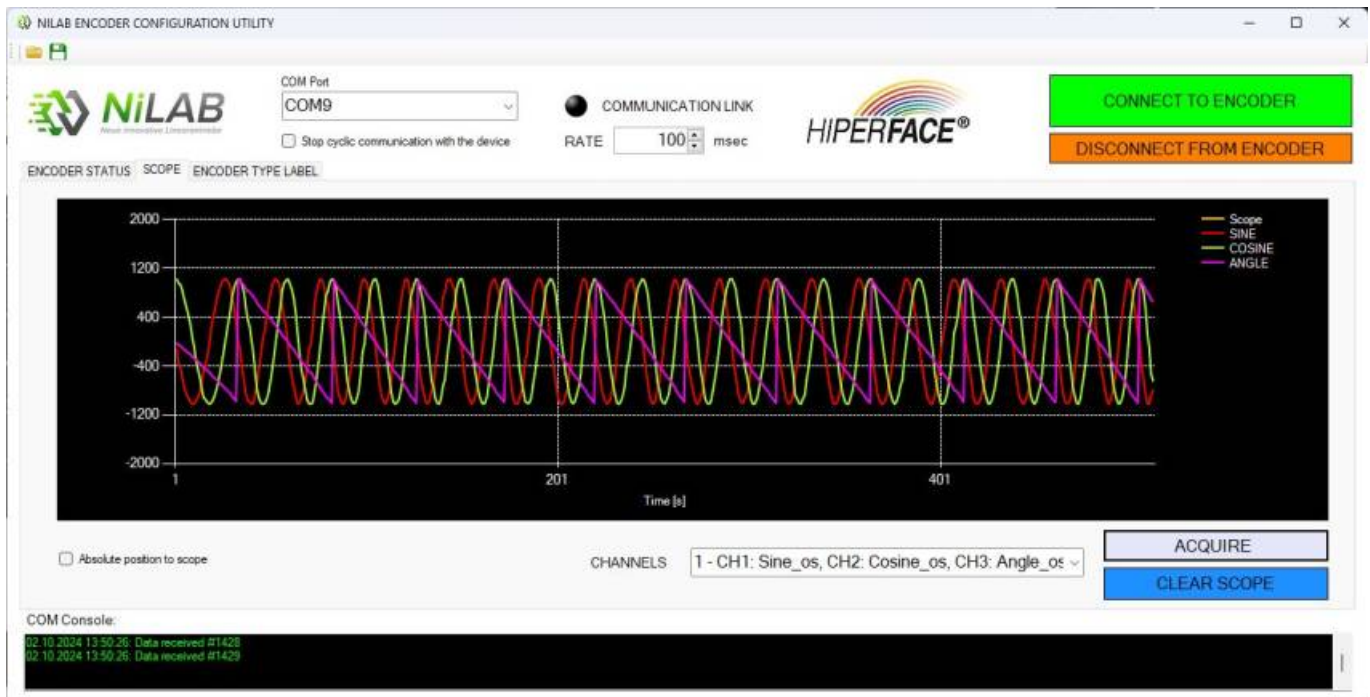 NILAB ENCODER CONFIGURATION UTILITY
NiLAB
COM Port
COM9
Stop cyclic communication with the device
COMMUNICATION LINK
RATE 100 msec
HIPERFACE®
CONNECT TO ENCODER
DISCONNECT FROM ENCODER
ENCODER STATUS SCOPE ENCODER TYPE LABEL
2000
1200
400
-400
-1200
-2000
1 201 401
Time [s]
Scope
SINE
COSINE
ANGLE
Absolute position to scope
CHANNELS 1 - CH1: Sine_os, CH2: Cosine_os, CH3: Angle_os
ACQUIRE
CLEAR SCOPE
COM Console:
02.10.2024 13:50:26: Data received #1428
02.10.2024 13:50:26: Data received #1429